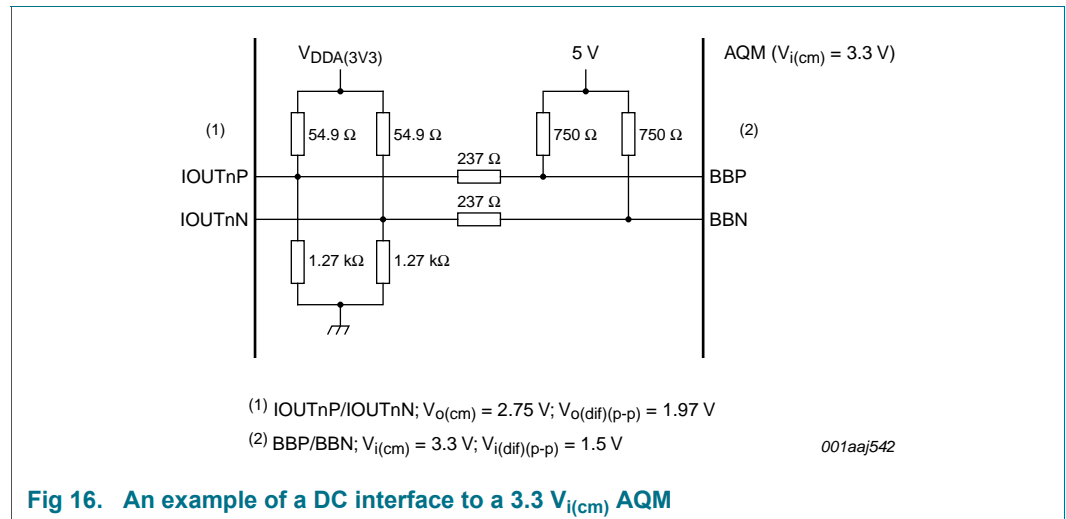 VDDA(3V3) 5 V AQM (Vi(cm) = 3.3 V)
(1) 54.9 Ω 54.9 Ω 750 Ω 750 Ω (2)
237 Ω
IOUTnP BBP
237 Ω
IOUTnN BBN
1.27 kΩ 1.27 kΩ
(1) IOUTnP/IOUTnN; Vo(cm) = 2.75 V; Vo(dif)(p-p) = 1.97 V
(2) BBP/BBN; Vi(cm) = 3.3 V; Vi(dif)(p-p) = 1.5 V 001aaj542
Fig 16. An example of a DC interface to a 3.3 Vi(cm) AQM